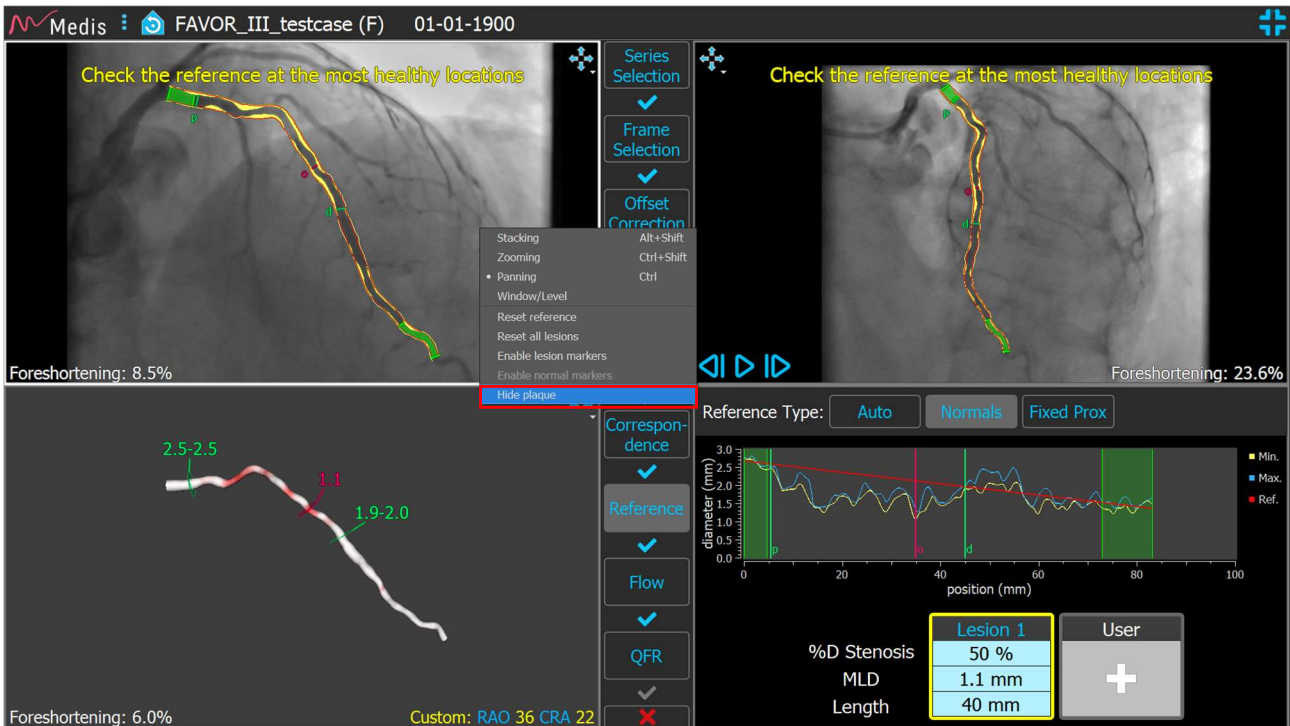 Medis FAVOR_III_testcase (F) 01-01-1900
Check the reference at the most healthy locations
p
o
d
Foreshortening: 8.5%
Series
Selection
Frame
Selection
Offset
Correction
Stacking Alt+Shift
Zooming Ctrl+Shift
• Panning Ctrl
Window/Level
Reset reference
Reset all lesions
Enable lesion markers
Enable normal markers
Hide plaque
Check the reference at the most healthy locations
p
o
d
Foreshortening: 23.6%
2.5-2.5
1.1
1.9-2.0
Foreshortening: 6.0%
Custom: RAO 36 CRA 22
Correspon-
dence
Reference
Flow
QFR
Reference Type: Auto Normals Fixed Prox
diameter (mm)
3.0
2.5
2.0
1.5
1.0
0.5
0.0
p
o
d
0 20 40 60 80 100
position (mm)
Min.
Max.
Ref.
Lesion 1 User
%D Stenosis 50 %
MLD 1.1 mm
Length 40 mm